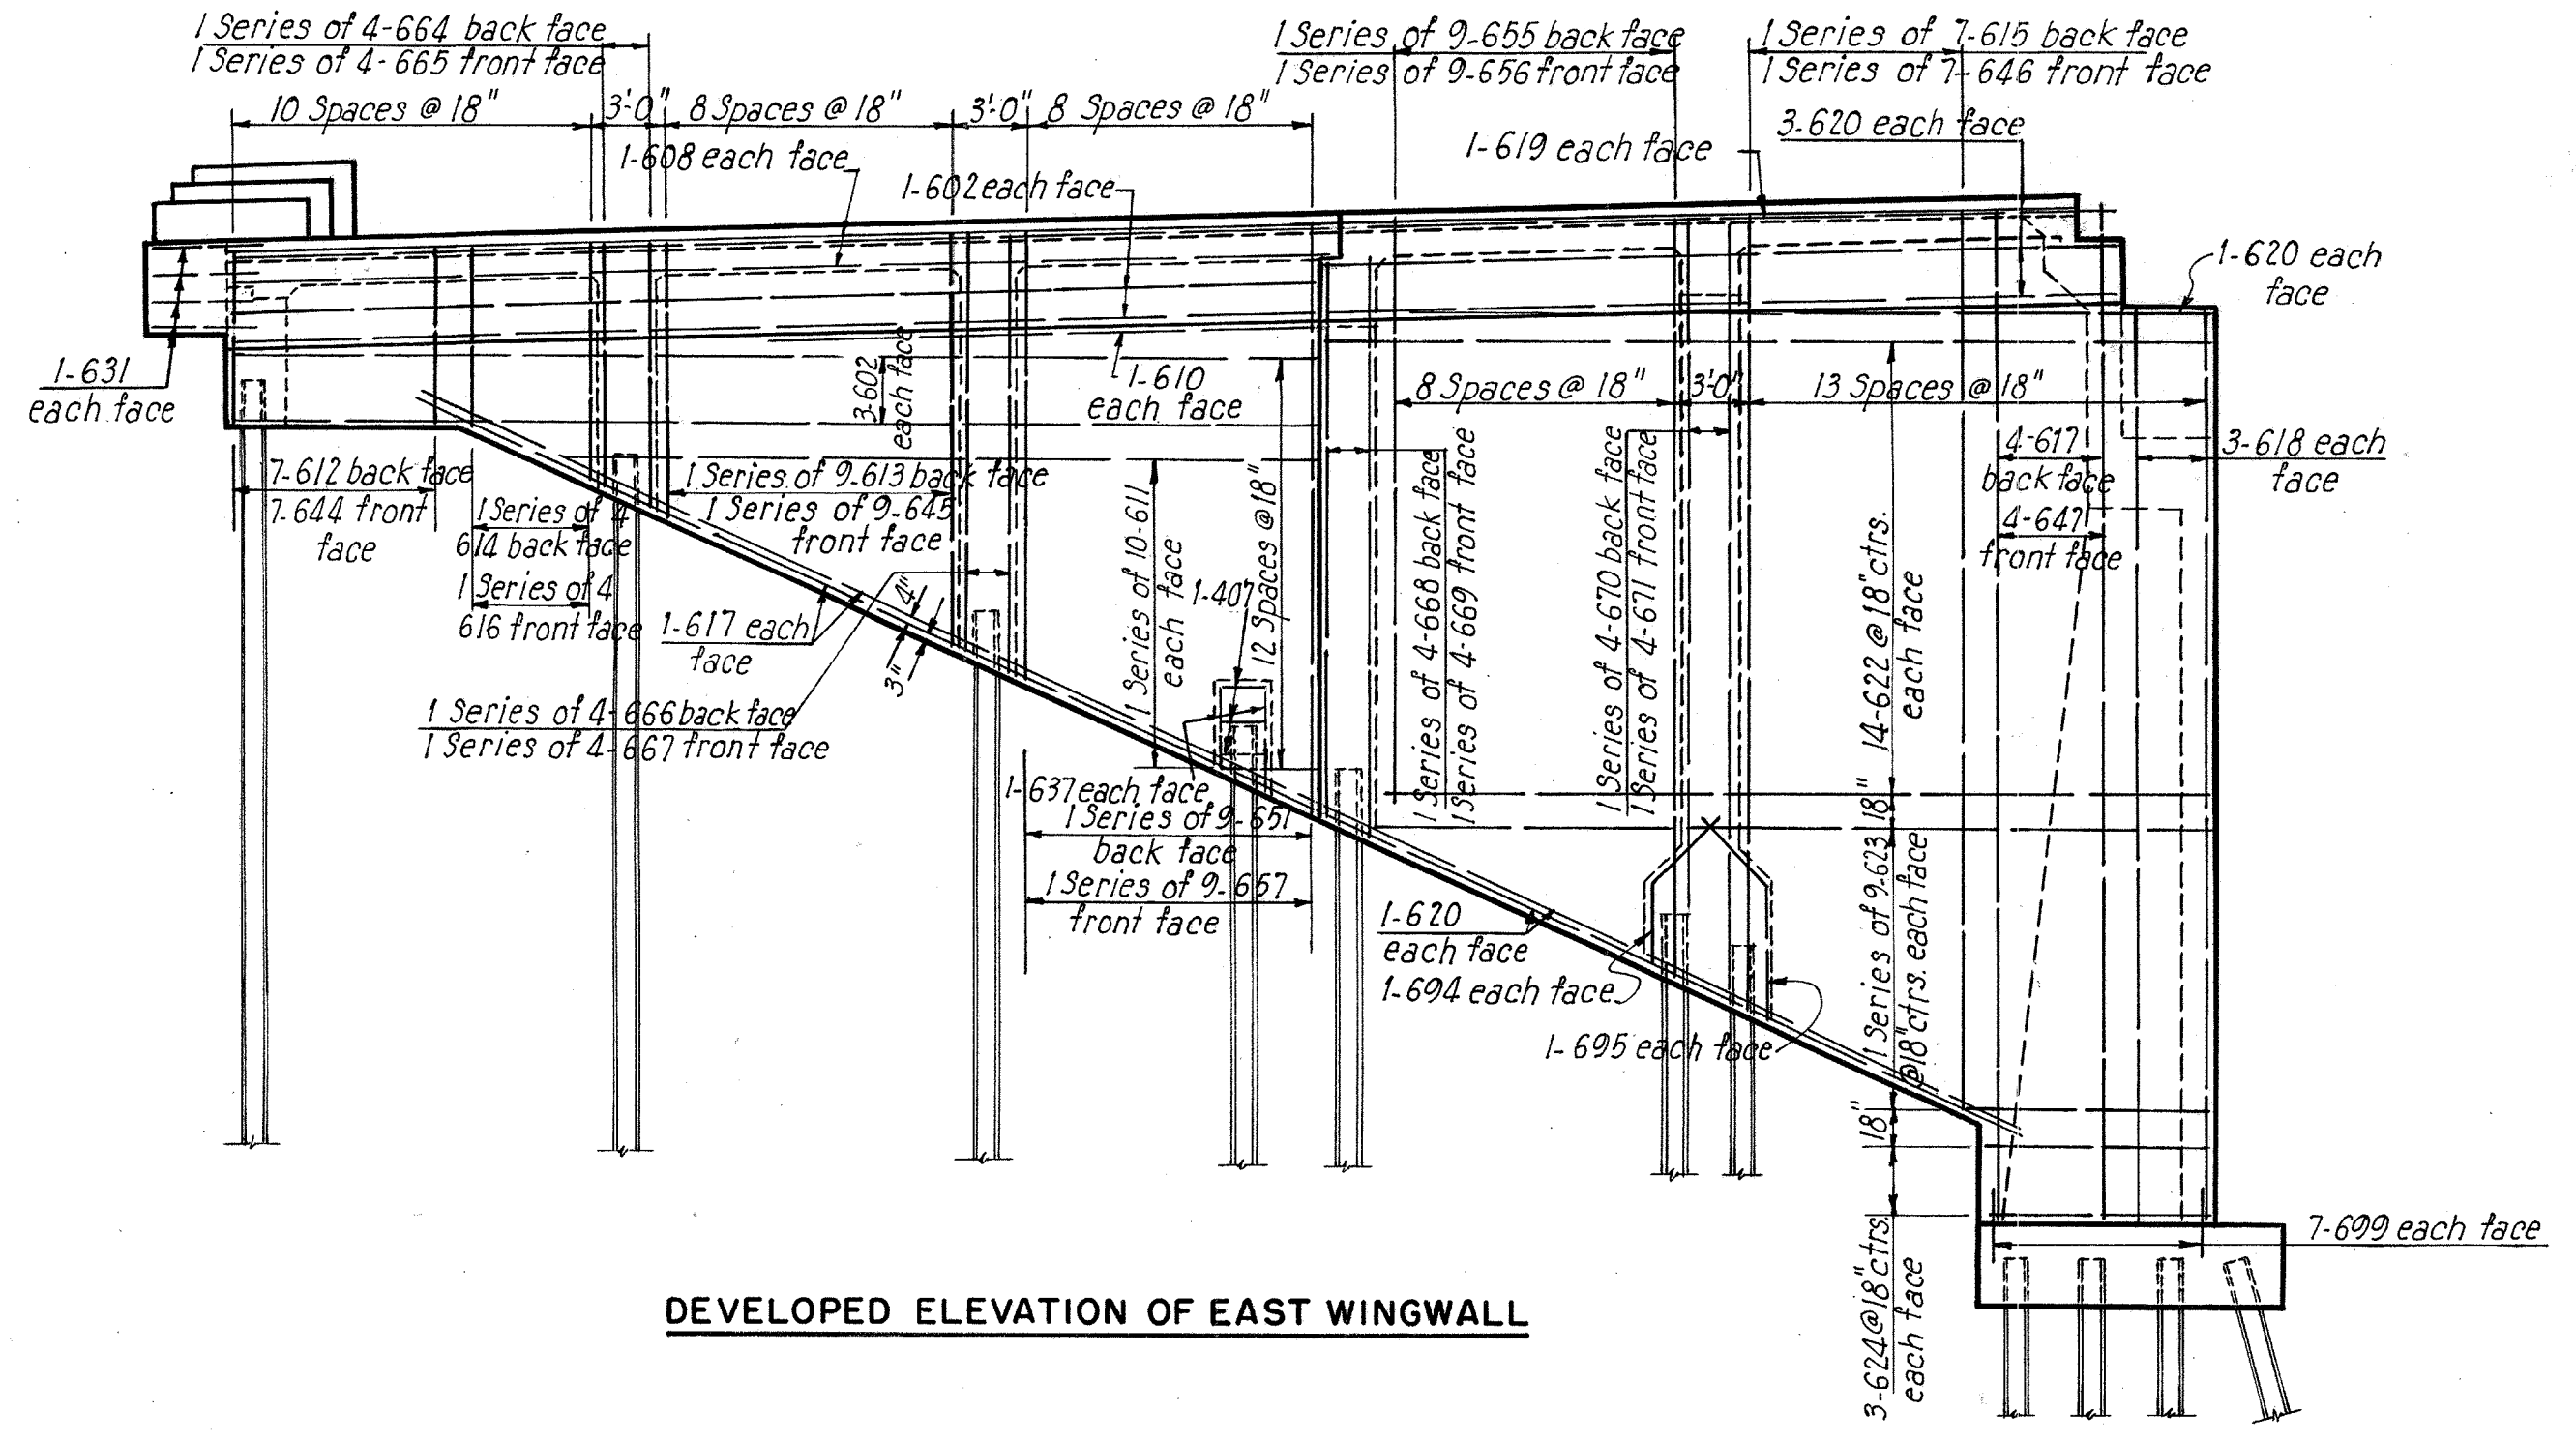 1 Series of 4-664 back face
1 Series of 4-665 front face
1 Series of 9-655 back face
1 Series of 9-656 front face
1 Series of 7-615 back face
1 Series of 7-646 front face
10 Spaces @ 18"
3'-0"
8 Spaces @ 18"
3'-0"
8 Spaces @ 18"
3-620 each face
1-608 each face
1-619 each face
1-602 each face
1-620 each
face
1-631
each face
3-602
each face
1-610
each face
8 Spaces @ 18"
3'-0"
13 Spaces @ 18"
4-617
back face
4-647
front face
3-618 each
face
7-612 back face
7-644 front
face
1 Series of 4
614 back face
1 Series of 4
616 front face
1 Series of 9-613 back face
1 Series of 9-645
front face
1-617 each
face
4"
3"
1 Series of 10-611
each face
1-407
12 Spaces @ 18"
1 Series of 4-668 back face
1 Series of 4-669 front face
1 Series of 4-670 back face
1 Series of 4-671 front face
14-622 @ 18" ctrs.
each face
1 Series of 4-666 back face
1 Series of 4-667 front face
1-637 each face
1 Series of 9-651
back face
1 Series of 9-657
front face
18"
1 Series of 9-623
@ 18" ctrs. each face
1-620
each face
1-694 each face
1-695 each face
18"
3-624 @ 18" ctrs.
each face
7-699 each face
DEVELOPED ELEVATION OF EAST WINGWALL